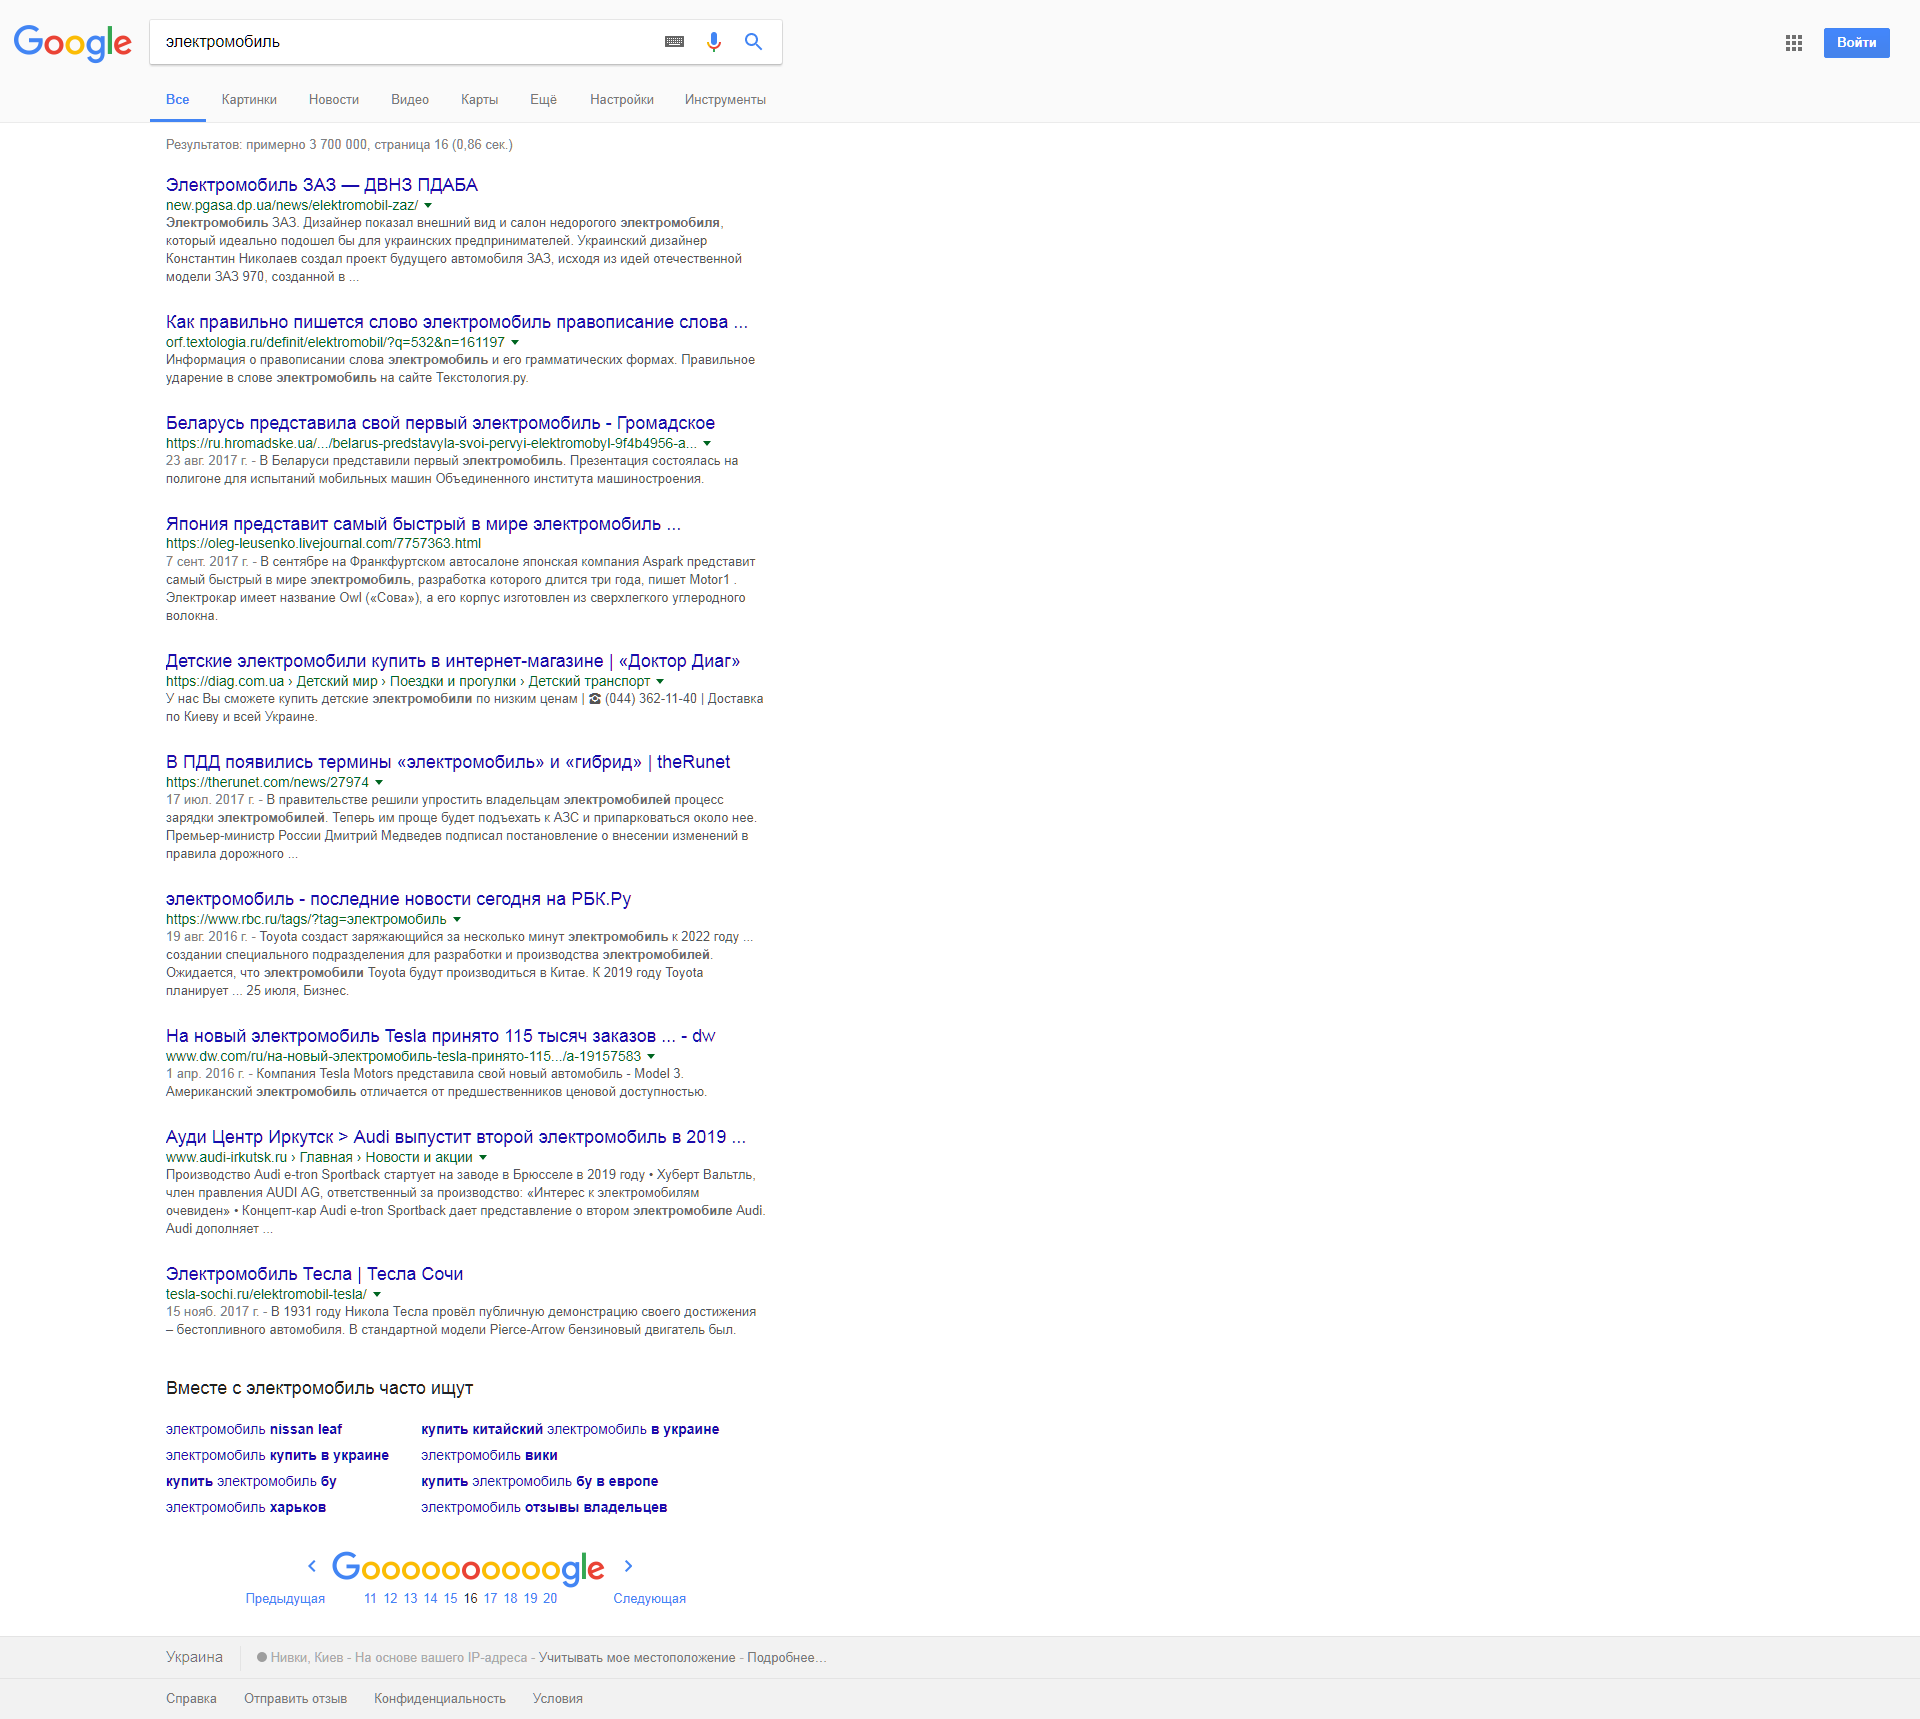 Google
электромобиль
Войти
Все Картинки Новости Видео Карты Ещё Настройки Инструменты
Результатов: примерно 3 700 000, страница 16 (0,86 сек.)
Электромобиль ЗАЗ — ДВНЗ ПДАБА
new.pgasa.dp.ua/news/elektromobil-zaz/
Электромобиль ЗАЗ. Дизайнер показал внешний вид и салон недорогого электромобиля,
который идеально подошел бы для украинских предпринимателей. Украинский дизайнер
Константин Николаев создал проект будущего автомобиля ЗАЗ, исходя из идей отечественной
модели ЗАЗ 970, созданной в ...
Как правильно пишется слово электромобиль правописание слова ...
orf.textologia.ru/definit/elektromobil/?q=532&n=161197
Информация о правописании слова электромобиль и его грамматических формах. Правильное
ударение в слове электромобиль на сайте Текстология.ру.
Беларусь представила свой первый электромобиль - Громадское
https://ru.hromadske.ua/.../belarus-predstavyla-svoi-pervyi-elektromobyl-9f4b4956-a...
23 авг. 2017 г. - В Беларуси представили первый электромобиль. Презентация состоялась на
полигоне для испытаний мобильных машин Объединенного института машиностроения.
Япония представит самый быстрый в мире электромобиль ...
https://oleg-leusenko.livejournal.com/7757363.html
7 сент. 2017 г. - В сентябре на Франкфуртском автосалоне японская компания Aspark представит
самый быстрый в мире электромобиль, разработка которого длится три года, пишет Motor1 .
Электрокар имеет название Owl («Сова»), а его корпус изготовлен из сверхлегкого углеродного
волокна.
Детские электромобили купить в интернет-магазине | «Доктор Диаг»
https://diag.com.ua › Детский мир › Поездки и прогулки › Детский транспорт
У нас Вы сможете купить детские электромобили по низким ценам | ☎ (044) 362-11-40 | Доставка
по Киеву и всей Украине.
В ПДД появились термины «электромобиль» и «гибрид» | theRunet
https://therunet.com/news/27974
17 июл. 2017 г. - В правительстве решили упростить владельцам электромобилей процесс
зарядки электромобилей. Теперь им проще будет подъехать к АЗС и припарковаться около нее.
Премьер-министр России Дмитрий Медведев подписал постановление о внесении изменений в
правила дорожного ...
электромобиль - последние новости сегодня на РБК.Ру
https://www.rbc.ru/tags/?tag=электромобиль
19 авг. 2016 г. - Toyota создаст заряжающийся за несколько минут электромобиль к 2022 году ...
создании специального подразделения для разработки и производства электромобилей.
Ожидается, что электромобили Toyota будут производиться в Китае. К 2019 году Toyota
планирует ... 25 июля, Бизнес.
На новый электромобиль Tesla принято 115 тысяч заказов ... - dw
www.dw.com/ru/на-новый-электромобиль-tesla-принято-115.../a-19157583
1 апр. 2016 г. - Компания Tesla Motors представила свой новый автомобиль - Model 3.
Американский электромобиль отличается от предшественников ценовой доступностью.
Ауди Центр Иркутск > Audi выпустит второй электромобиль в 2019 ...
www.audi-irkutsk.ru › Главная › Новости и акции
Производство Audi e-tron Sportback стартует на заводе в Брюсселе в 2019 году • Хуберт Вальтль,
член правления AUDI AG, ответственный за производство: «Интерес к электромобилям
очевиден» • Концепт-кар Audi e-tron Sportback дает представление о втором электромобиле Audi.
Audi дополняет ...
Электромобиль Тесла | Тесла Сочи
tesla-sochi.ru/elektromobil-tesla/
15 нояб. 2017 г. - В 1931 году Никола Тесла провёл публичную демонстрацию своего достижения
– бестопливного автомобиля. В стандартной модели Pierce-Arrow бензиновый двигатель был.
Вместе с электромобиль часто ищут
электромобиль nissan leaf купить китайский электромобиль в украине
электромобиль купить в украине электромобиль вики
купить электромобиль бу купить электромобиль бу в европе
электромобиль харьков электромобиль отзывы владельцев
Goooooooooogle
Предыдущая 11 12 13 14 15 16 17 18 19 20 Следующая
Украина Нивки, Киев - На основе вашего IP-адреса - Учитывать мое местоположение - Подробнее...
Справка Отправить отзыв Конфиденциальность Условия